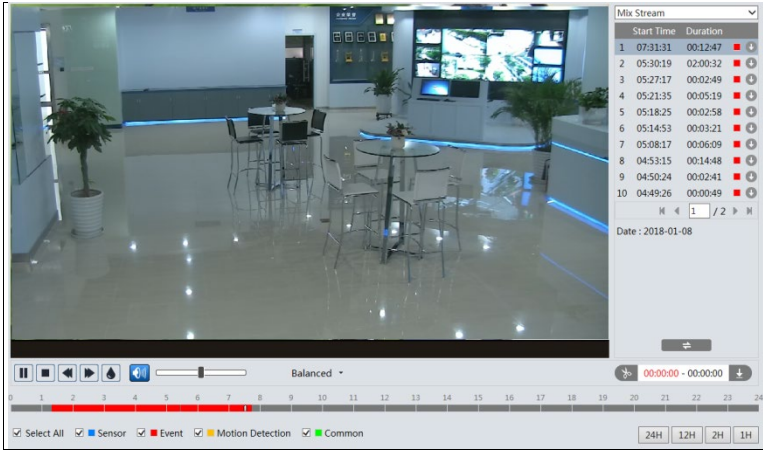 Mix Stream
Start Time Duration
1 07:31:31 00:12:47
2 05:30:19 02:00:32
3 05:27:17 00:02:49
4 05:21:35 00:05:19
5 05:18:25 00:02:58
6 05:14:53 00:03:21
7 05:08:17 00:06:09
8 04:53:15 00:14:48
9 04:50:24 00:02:41
10 04:49:26 00:00:49
1 / 2
Date : 2018-01-08
Balanced
00:00:00 - 00:00:00
0 1 2 3 4 5 6 7 8 9 10 11 12 13 14 15 16 17 18 19 20 21 22 23 24
Select All Sensor Event Motion Detection Common
24H 12H 2H 1H